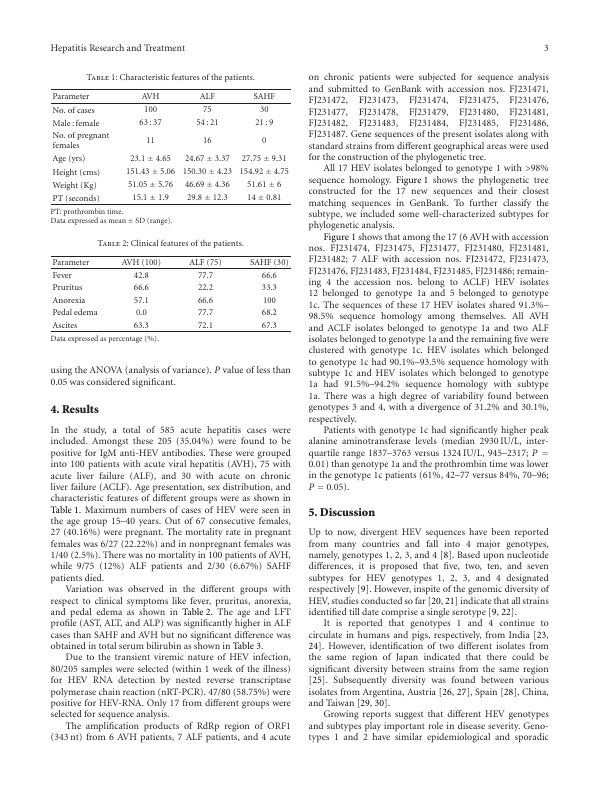 Hepatitis Research and Treatment
3
Table 1: Characteristic features of the patients.
Parameter AVH ALF SAHF
No. of cases 100 75 30
Male : female 63 : 37 54 : 21 21 : 9
No. of pregnant
females 11 16 0
Age (yrs) 23.1 ± 4.65 24.67 ± 3.37 27.75 ± 9.31
Height (cms) 151.43 ± 5.06 150.30 ± 4.23 154.92 ± 4.75
Weight (Kg) 51.05 ± 5.76 46.69 ± 4.36 51.61 ± 6
PT (seconds) 15.1 ± 1.9 29.8 ± 12.3 14 ± 0.81
PT: prothrombin time.
Data expressed as mean ± SD (range).
Table 2: Clinical features of the patients.
Parameter AVH (100) ALF (75) SAHF (30)
Fever 42.8 77.7 66.6
Pruritus 66.6 22.2 33.3
Anorexia 57.1 66.6 100
Pedal edema 0.0 77.7 68.2
Ascites 63.3 72.1 67.3
Data expressed as percentage (%).
using the ANOVA (analysis of variance). P value of less than
0.05 was considered significant.
4. Results
In the study, a total of 585 acute hepatitis cases were
included. Amongst these 205 (35.04%) were found to be
positive for IgM anti-HEV antibodies. These were grouped
into 100 patients with acute viral hepatitis (AVH), 75 with
acute liver failure (ALF), and 30 with acute on chronic
liver failure (ACLF). Age presentation, sex distribution, and
characteristic features of different groups were as shown in
Table 1. Maximum numbers of cases of HEV were seen in
the age group 15–40 years. Out of 67 consecutive females,
27 (40.16%) were pregnant. The mortality rate in pregnant
females was 6/27 (22.22%) and in nonpregnant females was
1/40 (2.5%). There was no mortality in 100 patients of AVH,
while 9/75 (12%) ALF patients and 2/30 (6.67%) SAHF
patients died.
Variation was observed in the different groups with
respect to clinical symptoms like fever, pruritus, anorexia,
and pedal edema as shown in Table 2. The age and LFT
profile (AST, ALT, and ALP) was significantly higher in ALF
cases than SAHF and AVH but no significant difference was
obtained in total serum bilirubin as shown in Table 3.
Due to the transient viremic nature of HEV infection,
80/205 samples were selected (within 1 week of the illness)
for HEV RNA detection by nested reverse transcriptase
polymerase chain reaction (nRT-PCR). 47/80 (58.75%) were
positive for HEV-RNA. Only 17 from different groups were
selected for sequence analysis.
The amplification products of RdRp region of ORF1
(343 nt) from 6 AVH patients, 7 ALF patients, and 4 acute
on chronic patients were subjected for sequence analysis
and submitted to GenBank with accession nos. FJ231471,
FJ231472, FJ231473, FJ231474, FJ231475, FJ231476,
FJ231477, FJ231478, FJ231479, FJ231480, FJ231481,
FJ231482, FJ231483, FJ231484, FJ231485, FJ231486,
FJ231487. Gene sequences of the present isolates along with
standard strains from different geographical areas were used
for the construction of the phylogenetic tree.
All 17 HEV isolates belonged to genotype 1 with >98%
sequence homology. Figure 1 shows the phylogenetic tree
constructed for the 17 new sequences and their closest
matching sequences in GenBank. To further classify the
subtype, we included some well-characterized subtypes for
phylogenetic analysis.
Figure 1 shows that among the 17 (6 AVH with accession
nos. FJ231474, FJ231475, FJ231477, FJ231480, FJ231481,
FJ231482; 7 ALF with accession nos. FJ231472, FJ231473,
FJ231476, FJ231483, FJ231484, FJ231485, FJ231486; remain-
ing 4 the accession nos. belong to ACLF) HEV isolates
12 belonged to genotype 1a and 5 belonged to genotype
1c. The sequences of these 17 HEV isolates shared 91.3%–
98.5% sequence homology among themselves. All AVH
and ACLF isolates belonged to genotype 1a and two ALF
isolates belonged to genotype 1a and the remaining five were
clustered with genotype 1c. HEV isolates which belonged
to genotype 1c had 90.1%–93.5% sequence homology with
subtype 1c and HEV isolates which belonged to genotype
1a had 91.5%–94.2% sequence homology with subtype
1a. There was a high degree of variability found between
genotypes 3 and 4, with a divergence of 31.2% and 30.1%,
respectively.
Patients with genotype 1c had significantly higher peak
alanine aminotransferase levels (median 2930 IU/L, inter-
quartile range 1837–3763 versus 1324 IU/L, 945–2317; P =
0.01) than genotype 1a and the prothrombin time was lower
in the genotype 1c patients (61%, 42–77 versus 84%, 70–96;
P = 0.05).
5. Discussion
Up to now, divergent HEV sequences have been reported
from many countries and fall into 4 major genotypes,
namely, genotypes 1, 2, 3, and 4 [8]. Based upon nucleotide
differences, it is proposed that five, two, ten, and seven
subtypes for HEV genotypes 1, 2, 3, and 4 designated
respectively [9]. However, inspite of the genomic diversity of
HEV, studies conducted so far [20, 21] indicate that all strains
identified till date comprise a single serotype [9, 22].
It is reported that genotypes 1 and 4 continue to
circulate in humans and pigs, respectively, from India [23,
24]. However, identification of two different isolates from
the same region of Japan indicated that there could be
significant diversity between strains from the same region
[25]. Subsequently diversity was found between various
isolates from Argentina, Austria [26, 27], Spain [28], China,
and Taiwan [29, 30].
Growing reports suggest that different HEV genotypes
and subtypes play important role in disease severity. Geno-
types 1 and 2 have similar epidemiological and sporadic